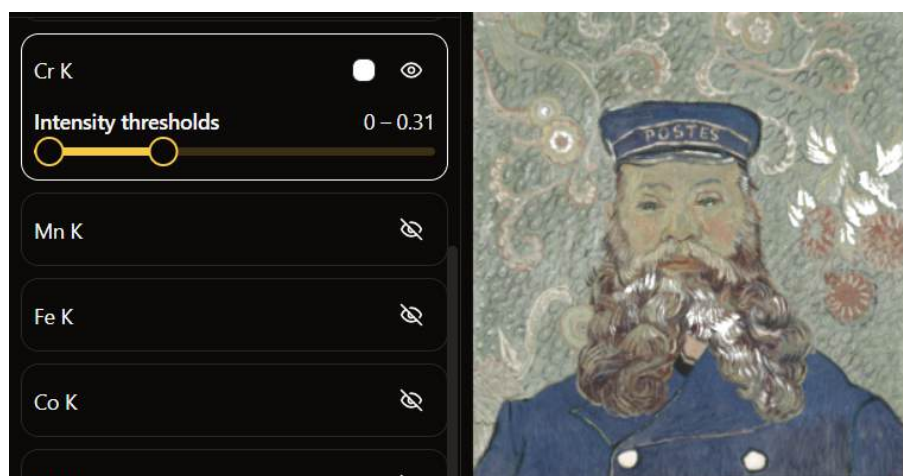 Cr K
Intensity thresholds 0 – 0.31
Mn K
Fe K
Co K
POSTES